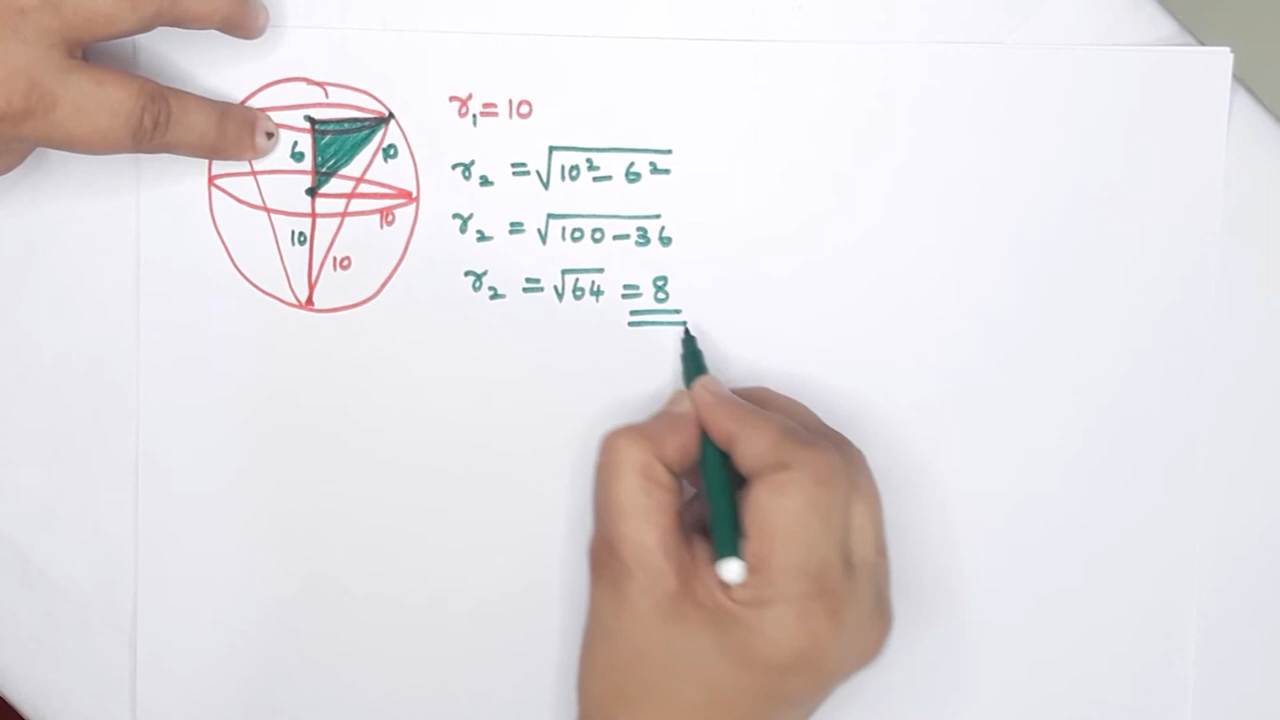 6
10
10
10
10
r₁ = 10
r₂ = √10² - 6²
r₂ = √100 - 36
r₂ = √64 = 8